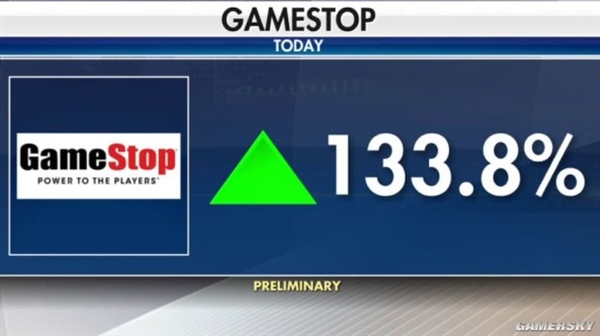 GAMESTOP
TODAY
GameStop
POWER TO THE PLAYERS®
133.8%
PRELIMINARY
GAMERSKY